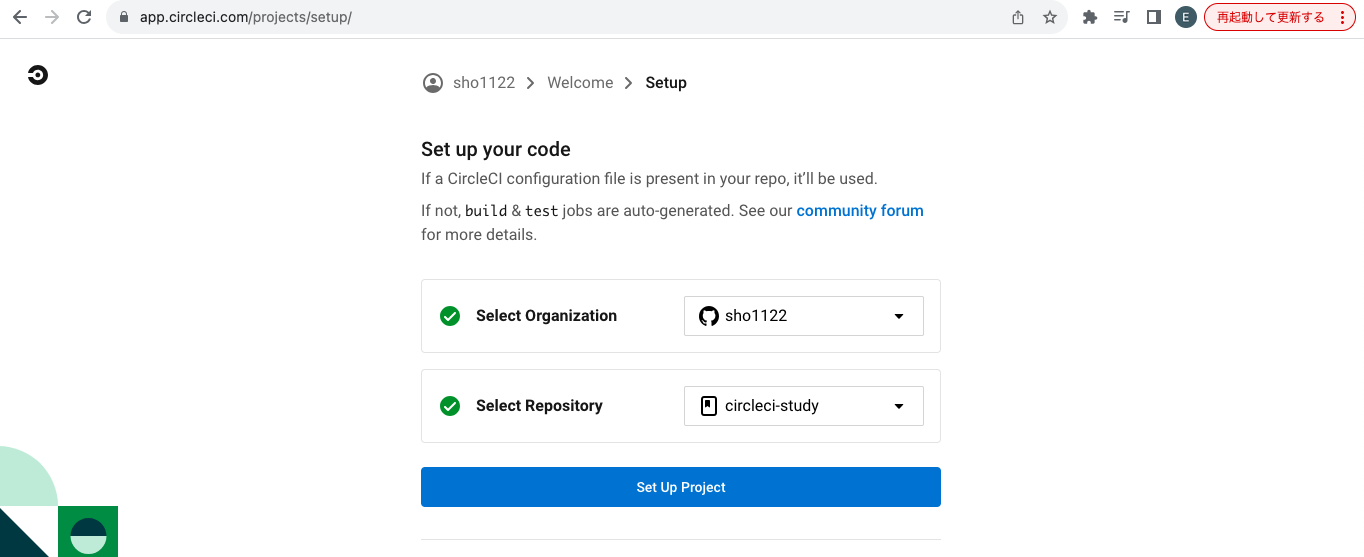 app.circleci.com/projects/setup/
E
再起動して更新する
sho1122 Welcome Setup
Set up your code
If a CircleCI configuration file is present in your repo, it’ll be used.
If not, build & test jobs are auto-generated. See our community forum
for more details.
Select Organization
sho1122
Select Repository
circleci-study
Set Up Project